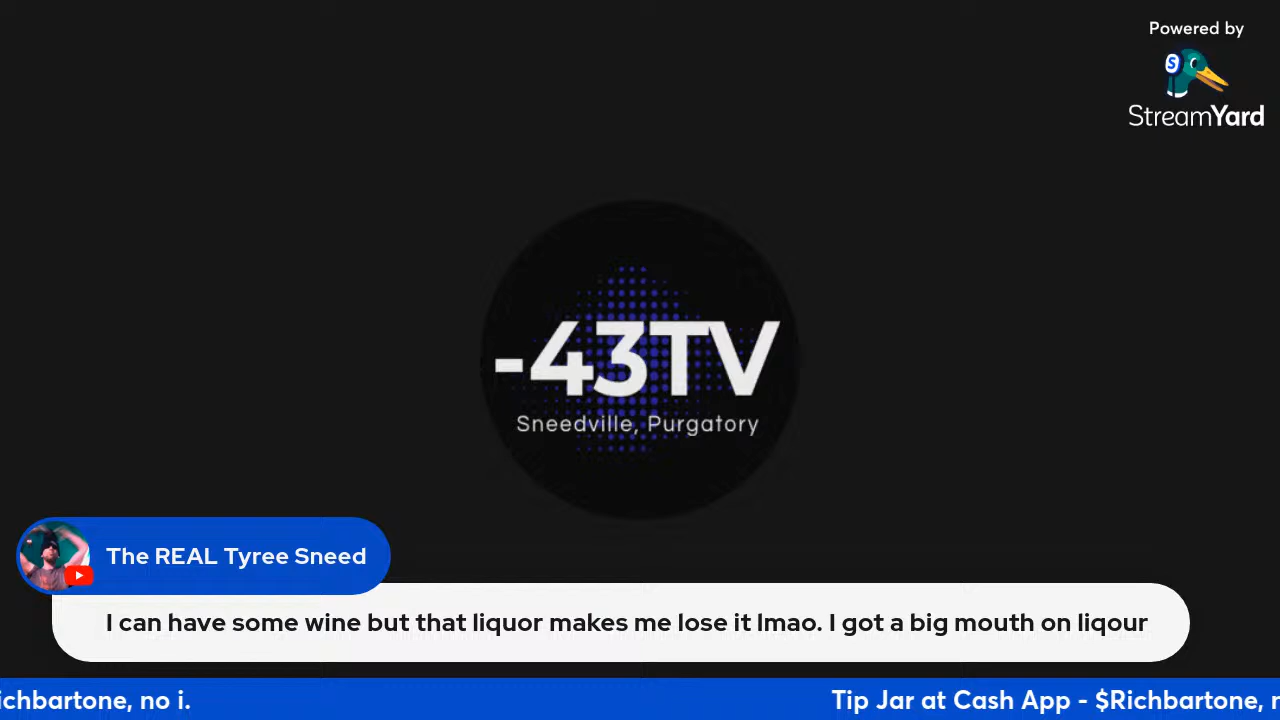 Powered by
S
StreamYard
-43TV
Sneedville, Purgatory
The REAL Tyree Sneed
I can have some wine but that liquor makes me lose it lmao. I got a big mouth on liqour
ichbartone, no i.
Tip Jar at Cash App - $Richbartone, n